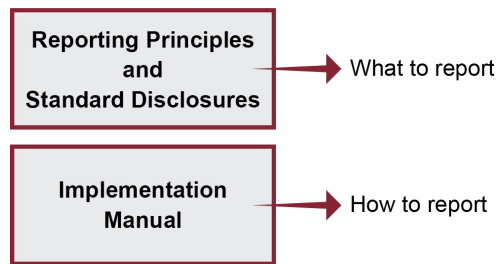 Reporting Principles
and
Standard Disclosures
What to report
Implementation
Manual
How to report